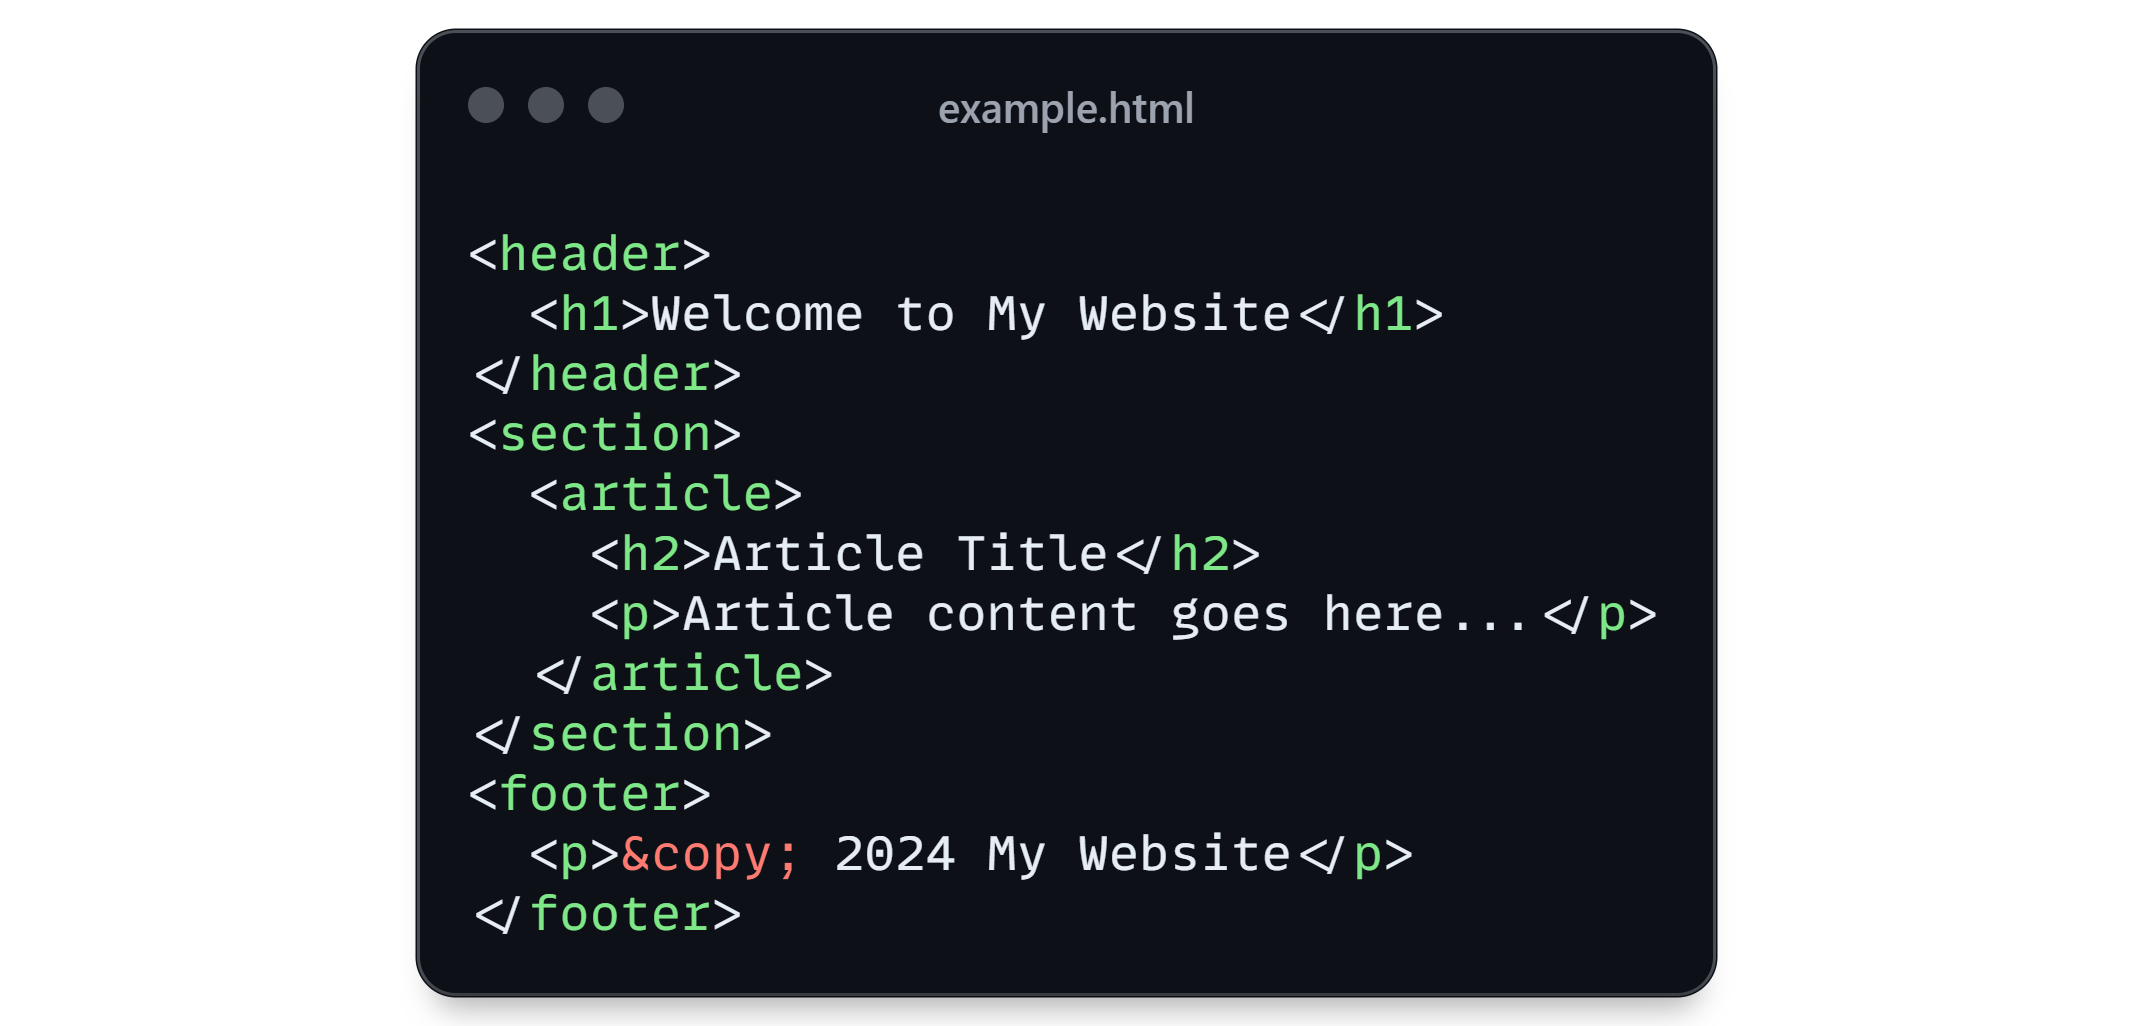 example.html
<header>
  <h1>Welcome to My Website</h1>
</header>
<section>
  <article>
    <h2>Article Title</h2>
    <p>Article content goes here...</p>
  </article>
</section>
<footer>
  <p>&copy; 2024 My Website</p>
</footer>